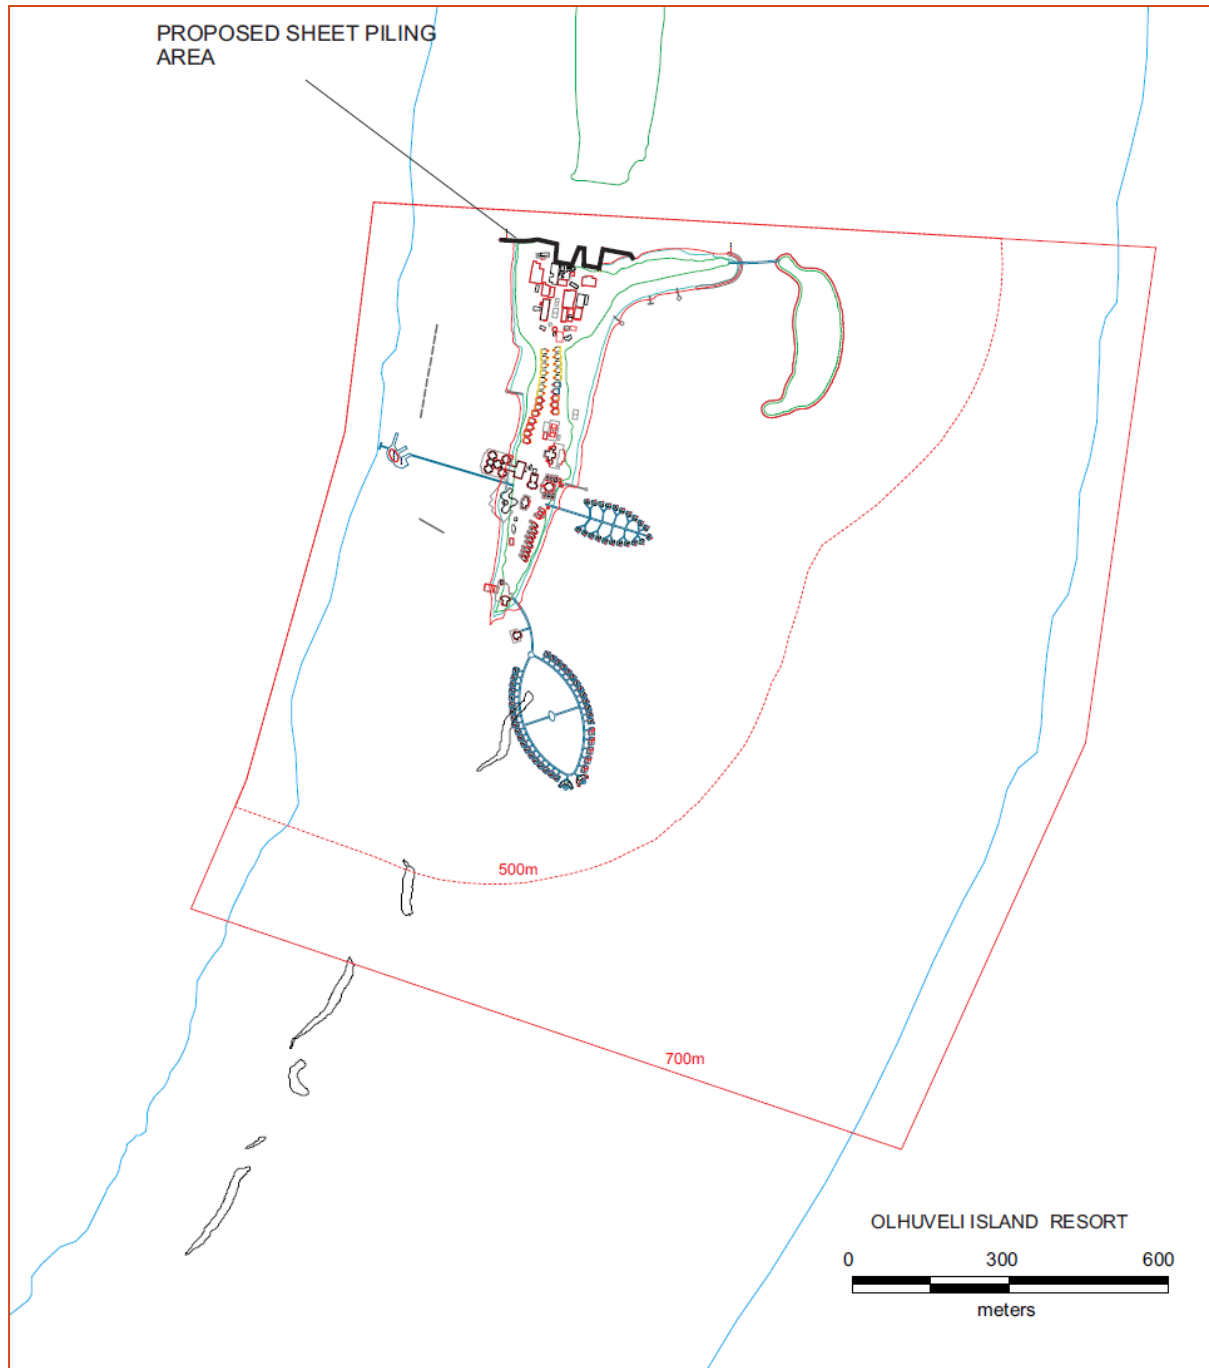 PROPOSED SHEET PILING
AREA
500m
700m
OLHUVELI ISLAND RESORT
0 300 600
meters